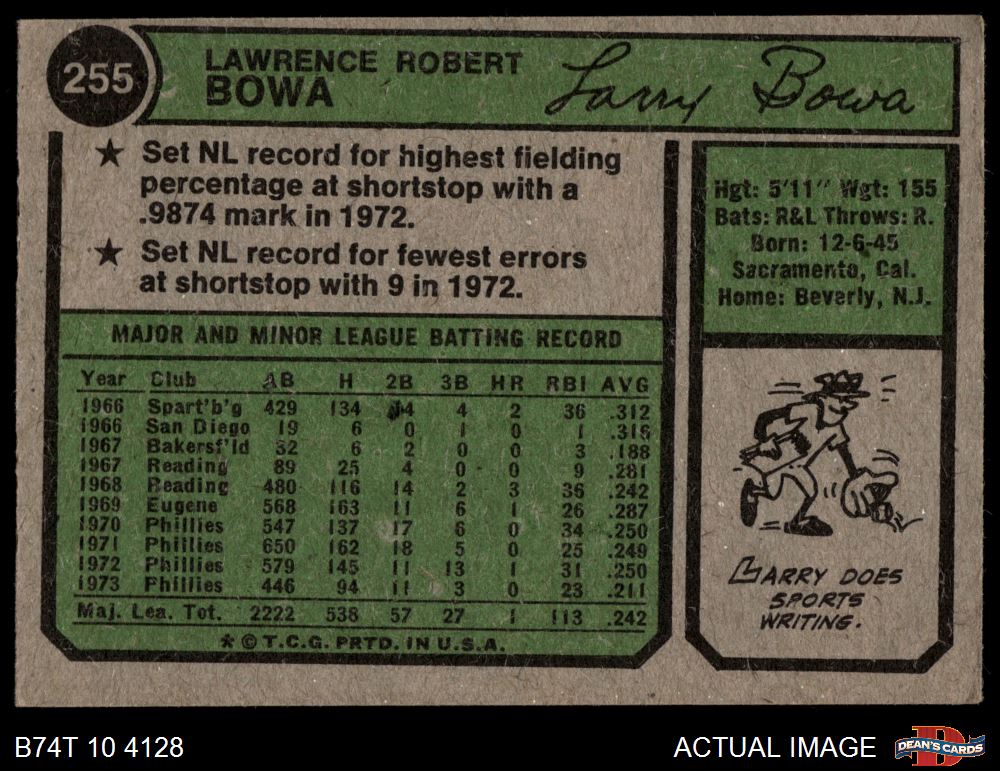 255
LAWRENCE ROBERT
BOWA
Larry Bowa
★ Set NL record for highest fielding
percentage at shortstop with a
.9874 mark in 1972.
★ Set NL record for fewest errors
at shortstop with 9 in 1972.
Hgt: 5'11" Wgt: 155
Bats: R&L Throws: R.
Born: 12-6-45
Sacramento, Cal.
Home: Beverly, N.J.
MAJOR AND MINOR LEAGUE BATTING RECORD
Year Club AB H 2B 3B HR RBI AVG
1966 Spart'b'g 429 134 14 4 2 36 .312
1966 San Diego 19 6 0 1 0 1 .316
1967 Bakersf'ld 32 6 2 0 0 3 .188
1967 Reading 89 25 4 0 0 9 .281
1968 Reading 480 116 14 2 3 36 .242
1969 Eugene 568 163 11 6 1 26 .287
1970 Phillies 547 137 17 6 0 34 .250
1971 Phillies 650 162 18 5 0 25 .249
1972 Phillies 579 145 11 13 1 31 .250
1973 Phillies 446 94 11 3 0 23 .211
Maj. Lea. Tot. 2222 538 57 27 1 113 .242
* © T.C.G. PRTD. IN U.S.A.
LARRY DOES
SPORTS
WRITING.
B74T 10 4128
ACTUAL IMAGE
DEAN'S CARDS